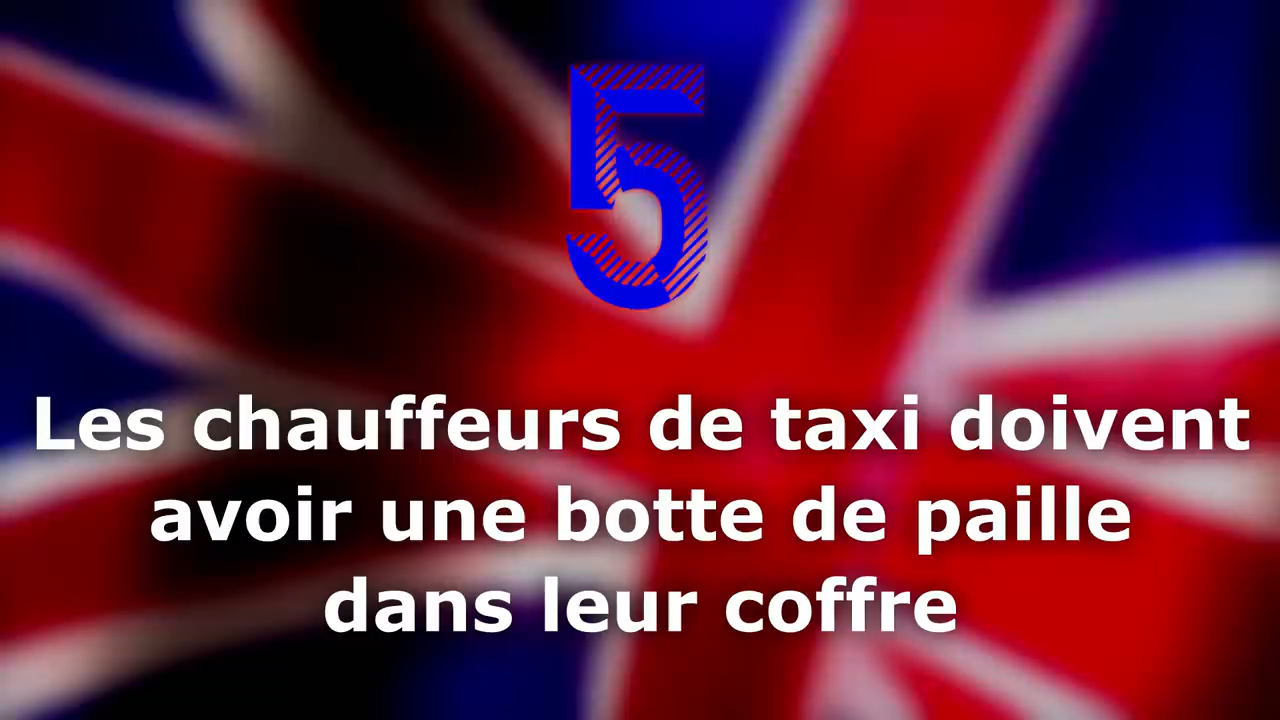 5
Les chauffeurs de taxi doivent
avoir une botte de paille
dans leur coffre